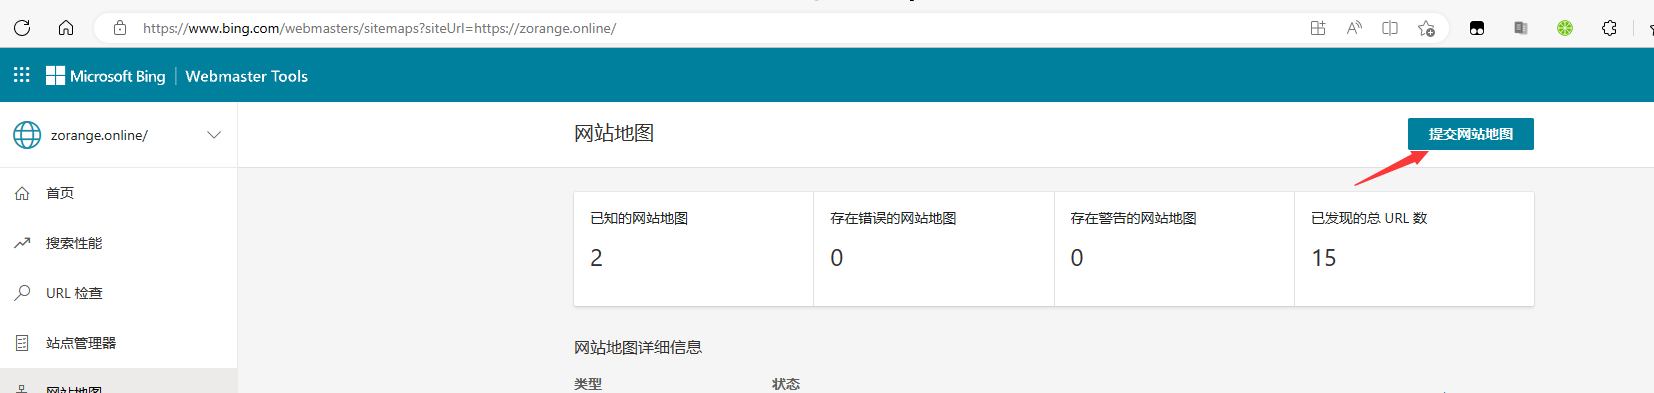 https://www.bing.com/webmasters/sitemaps?siteUrl=https://zorange.online/
Microsoft Bing
Webmaster Tools
zorange.online/
网站地图
提交网站地图
首页
搜索性能
URL 检查
站点管理器
网站地图
已知的网站地图
2
存在错误的网站地图
0
存在警告的网站地图
0
已发现的总 URL 数
15
网站地图详细信息
类型
状态